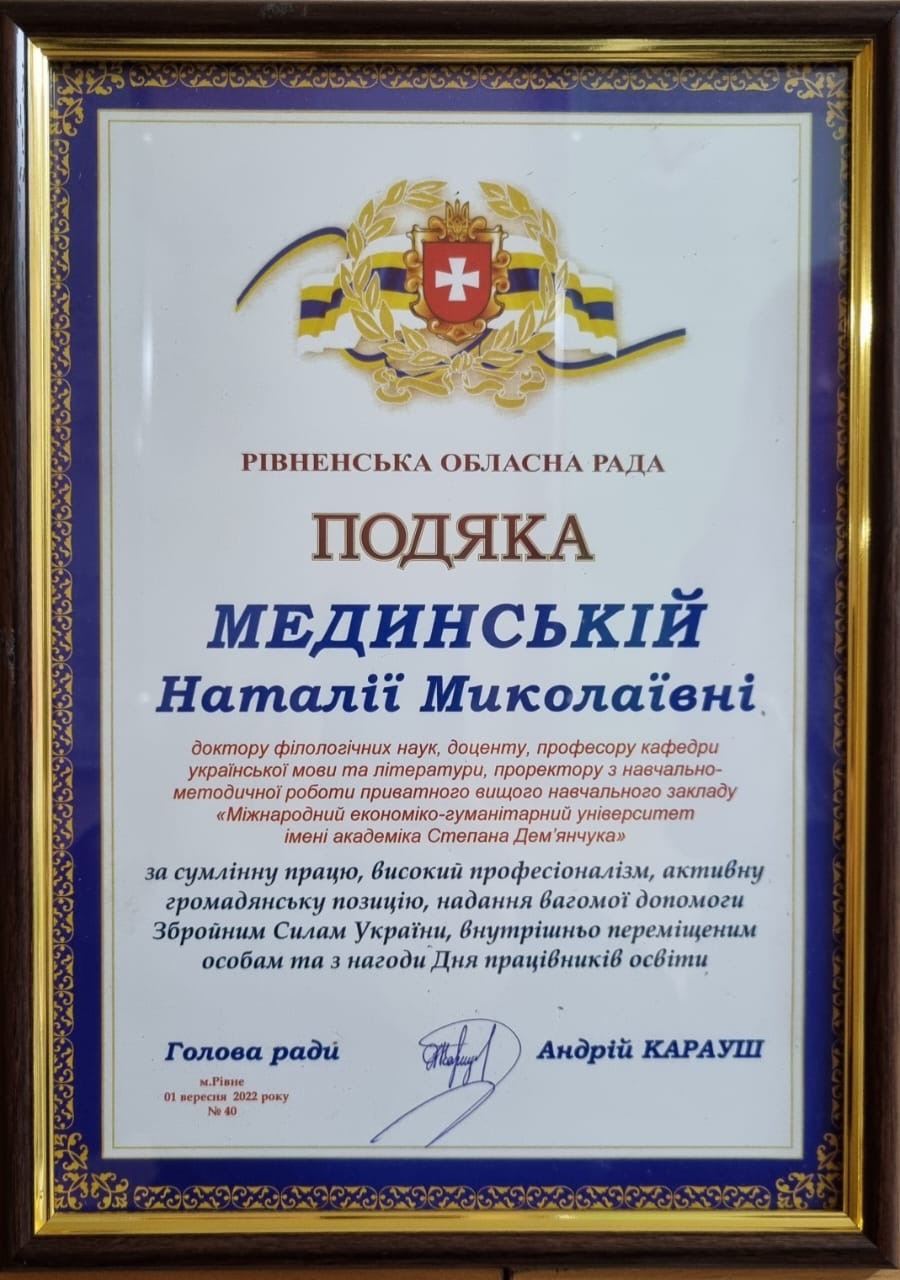 РІВНЕНСЬКА ОБЛАСНА РАДА
ПОДЯКА
МЕДИНСЬКІЙ
Наталії Миколаївні
доктору філологічних наук, доценту, професору кафедри
української мови та літератури, проректору з навчально-
методичної роботи приватного вищого навчального закладу
«Міжнародний економіко-гуманітарний університет
імені академіка Степана Дем'янчука»
за сумлінну працю, високий професіоналізм, активну
громадянську позицію, надання вагомої допомоги
Збройним Силам України, внутрішньо переміщеним
особам та з нагоди Дня працівників освіти
Голова ради Андрій КАРАУШ
м.Рівне
01 вересня 2022 року
№ 40